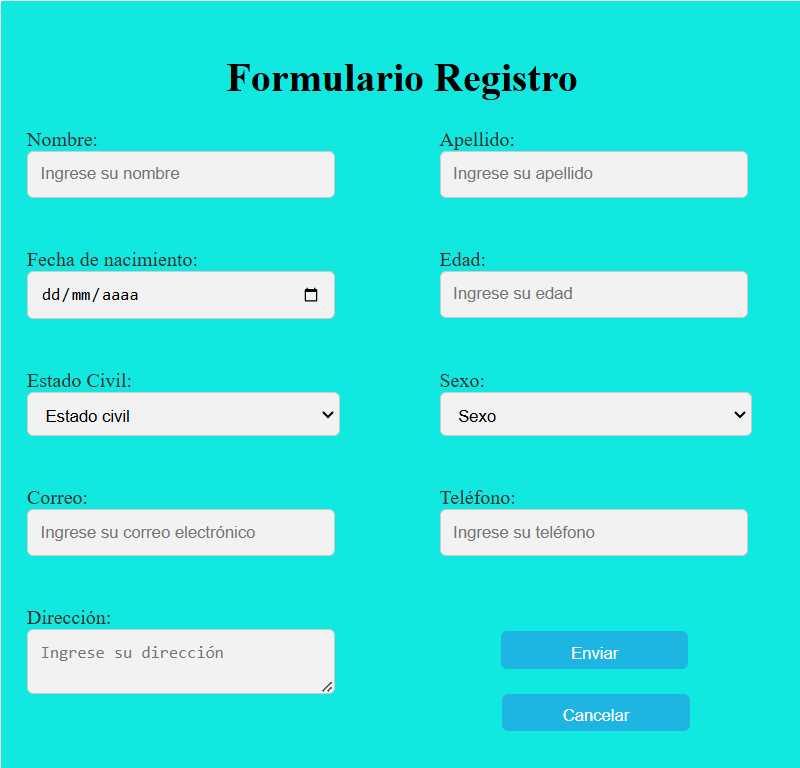 Formulario Registro
Nombre:
Apellido:
Ingrese su nombre
Ingrese su apellido
Fecha de nacimiento:
Edad:
dd/mm/aaaa
Ingrese su edad
Estado Civil:
Sexo:
Estado civil
Sexo
Correo:
Teléfono:
Ingrese su correo electrónico
Ingrese su teléfono
Dirección:
Ingrese su dirección
Enviar
Cancelar